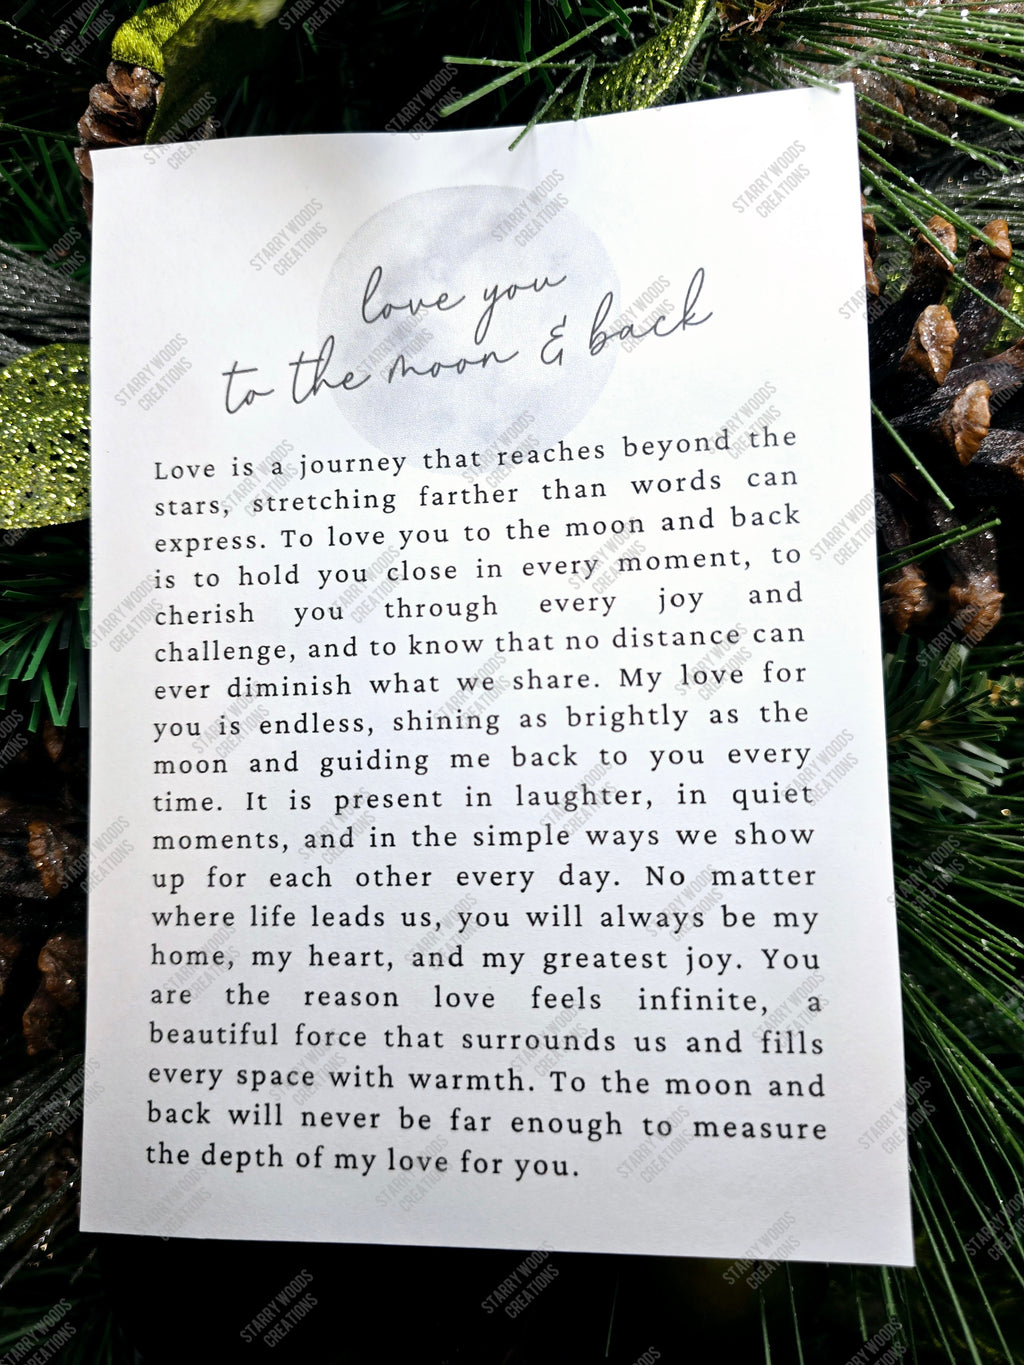 love you
to the moon & back
Love is a journey that reaches beyond the
stars, stretching farther than words can
express. To love you to the moon and back
is to hold you close in every moment, to
cherish you through every joy and
challenge, and to know that no distance can
ever diminish what we share. My love for
you is endless, shining as brightly as the
moon and guiding me back to you every
time. It is present in laughter, in quiet
moments, and in the simple ways we show
up for each other every day. No matter
where life leads us, you will always be my
home, my heart, and my greatest joy. You
are the reason love feels infinite, a
beautiful force that surrounds us and fills
every space with warmth. To the moon and
back will never be far enough to measure
the depth of my love for you.
STARRY WOODS
CREATIONS